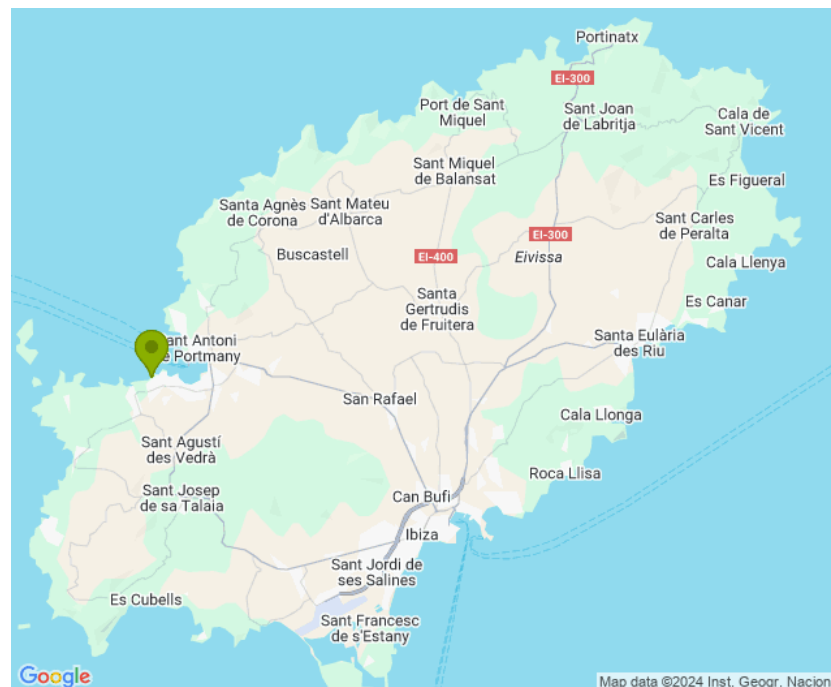 Portinatx
EI-300
Port de Sant
Miquel
Sant Joan
de Labritja
Cala de
Sant Vicent
Sant Miquel
de Balansat
Es Figueral
Santa Agnès
de Corona
Sant Mateu
d'Albarca
Sant Carles
de Peralta
EI-300
Buscastell
EI-400
Eivissa
Cala Llenya
Santa
Gertrudis
de Fruitera
Es Canar
ant Antoni
e Portmany
Santa Eulària
des Riu
San Rafael
Cala Llonga
Sant Agustí
des Vedrà
Roca Llisa
Sant Josep
de sa Talaia
Can Bufi
Ibiza
Sant Jordi de
ses Salines
Es Cubells
Sant Francesc
de s'Estany
Google
Map data ©2024 Inst. Geogr. Nacion